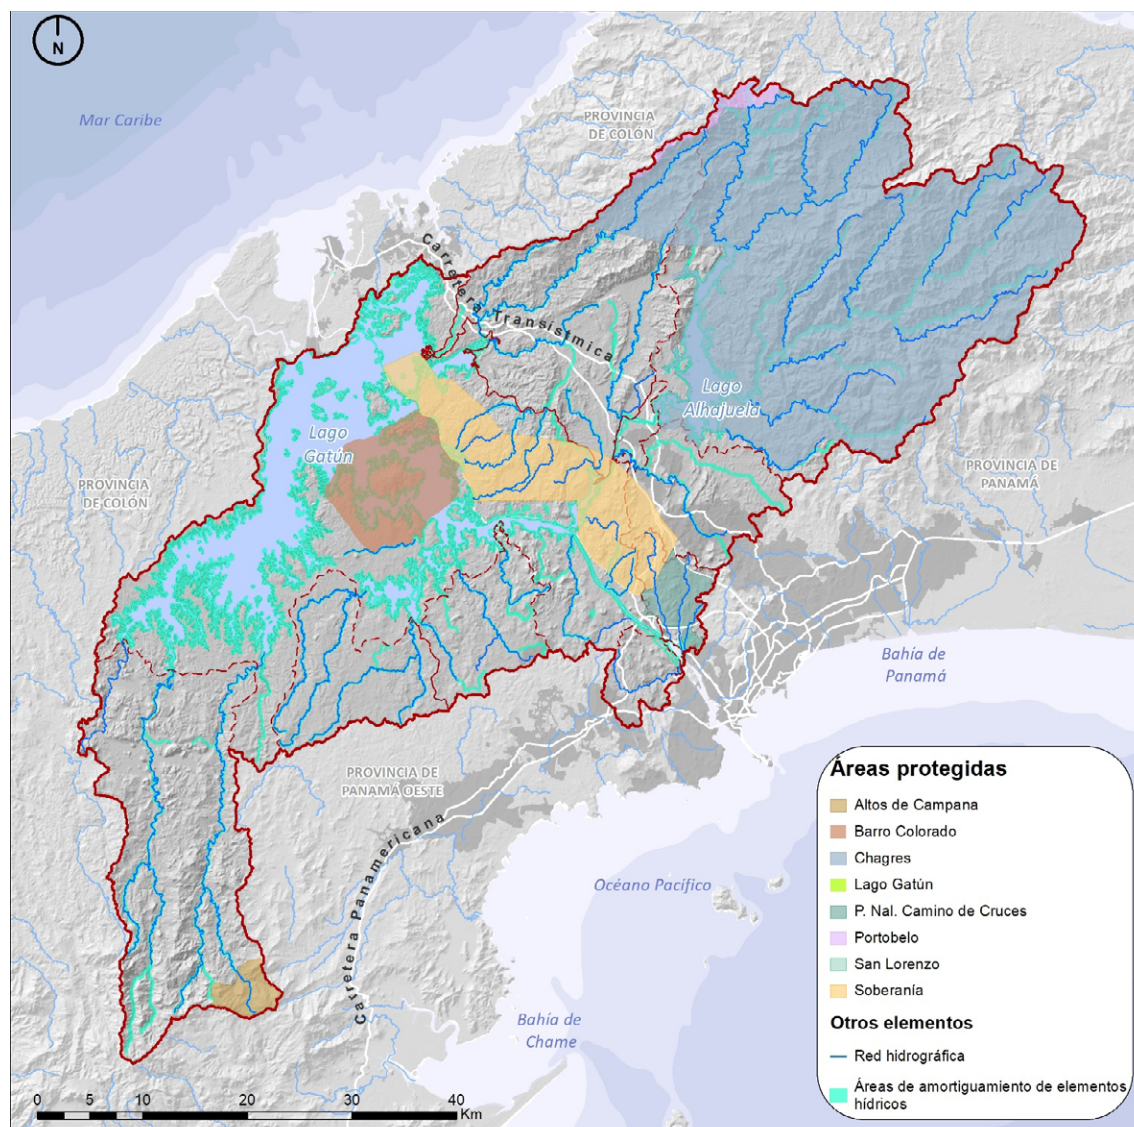 N
Mar Caribe
PROVINCIA
DE COLÓN
Carretera Transístmica
Lago
Alhajuela
Lago
Gatún
PROVINCIA
DE COLÓN
PROVINCIA DE
PANAMÁ
Bahía de
Panamá
PROVINCIA DE
PANAMÁ OESTE
Carretera Panamericana
Océano Pacífico
Bahía de
Chame
Áreas protegidas
Altos de Campana
Barro Colorado
Chagres
Lago Gatún
P. Nal. Camino de Cruces
Portobelo
San Lorenzo
Soberanía
Otros elementos
Red hidrográfica
Áreas de amortiguamiento de elementos
hídricos
0 5 10 20 30 40
Km